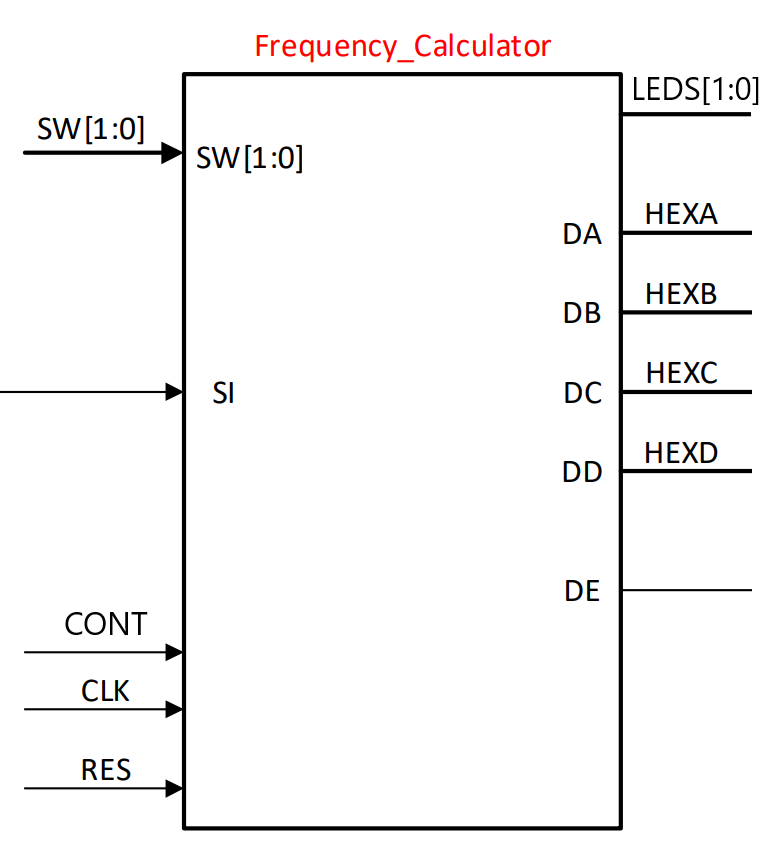 Frequency_Calculator
LEDS[1:0]
SW[1:0]
SW[1:0]
HEXA
DA
HEXB
DB
HEXC
SI
DC
HEXD
DD
DE
CONT
CLK
RES